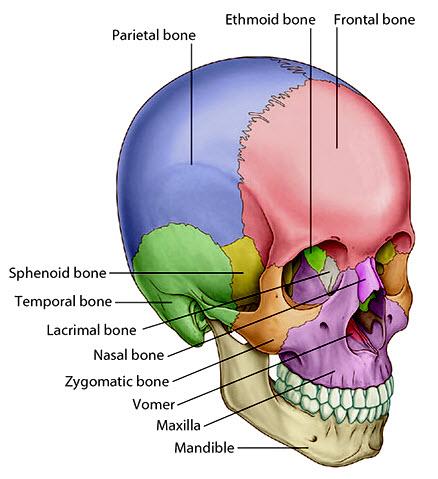 Ethmoid bone
Frontal bone
Parietal bone
Sphenoid bone
Temporal bone
Lacrimal bone
Nasal bone
Zygomatic bone
Vomer
Maxilla
Mandible